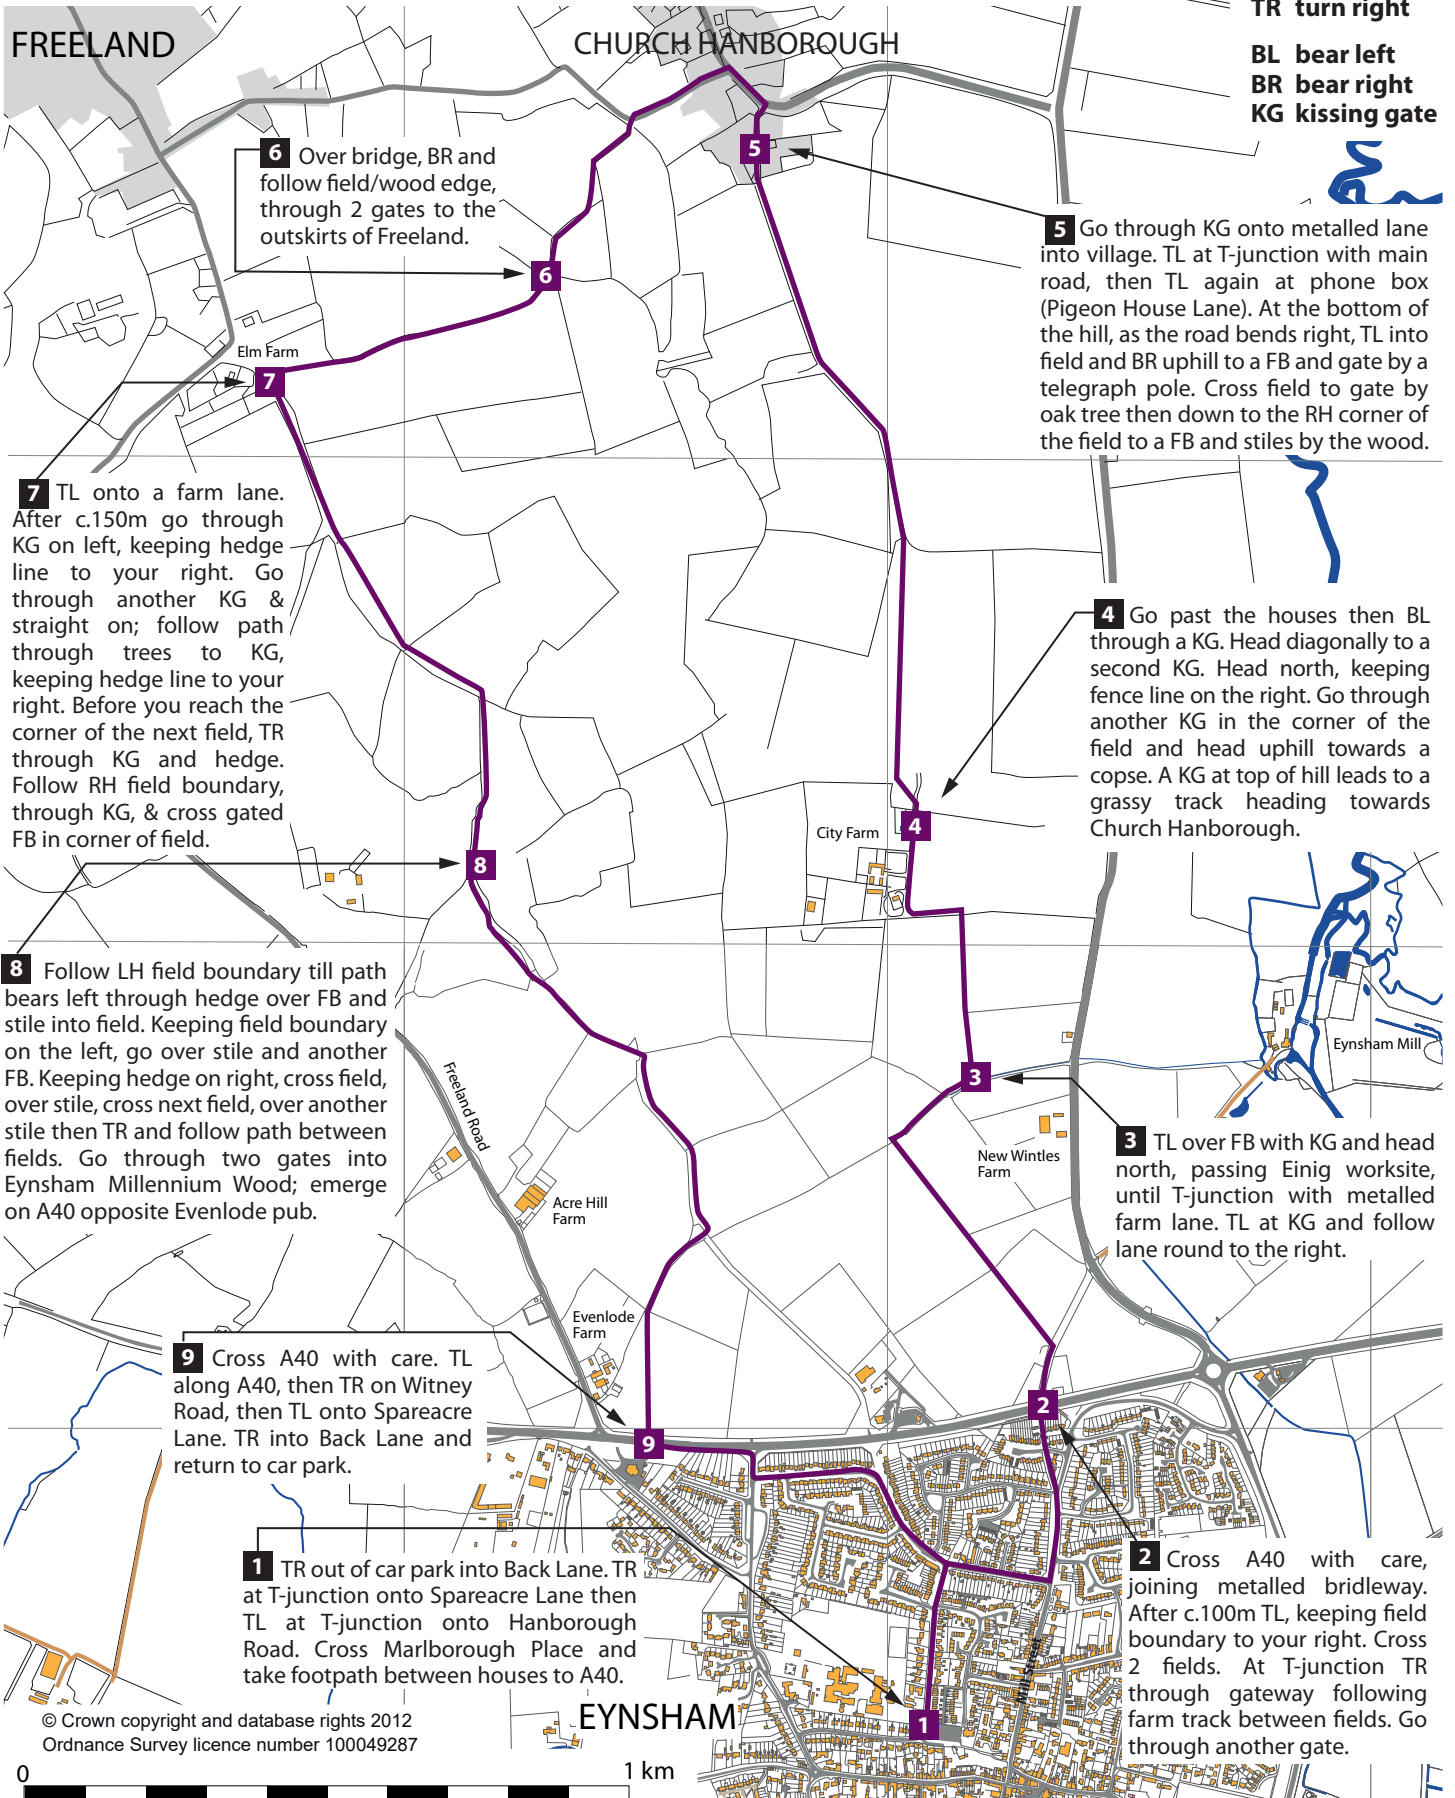 FREELAND
CHURCH HANBOROUGH
TR turn right
BL bear left
BR bear right
KG kissing gate
6 Over bridge, BR and
follow field/wood edge,
through 2 gates to the
outskirts of Freeland.
5
6
5 Go through KG onto metalled lane
into village. TL at T-junction with main
road, then TL again at phone box
(Pigeon House Lane). At the bottom of
the hill, as the road bends right, TL into
field and BR uphill to a FB and gate by a
telegraph pole. Cross field to gate by
oak tree then down to the RH corner of
the field to a FB and stiles by the wood.
Elm Farm
7
7 TL onto a farm lane.
After c.150m go through
KG on left, keeping hedge
line to your right. Go
through another KG &
straight on; follow path
through trees to KG,
keeping hedge line to your
right. Before you reach the
corner of the next field, TR
through KG and hedge.
Follow RH field boundary,
through KG, & cross gated
FB in corner of field.
4 Go past the houses then BL
through a KG. Head diagonally to a
second KG. Head north, keeping
fence line on the right. Go through
another KG in the corner of the
field and head uphill towards a
copse. A KG at top of hill leads to a
grassy track heading towards
Church Hanborough.
City Farm
4
8
8 Follow LH field boundary till path
bears left through hedge over FB and
stile into field. Keeping field boundary
on the left, go over stile and another
FB. Keeping hedge on right, cross field,
over stile, cross next field, over another
stile then TR and follow path between
fields. Go through two gates into
Eynsham Millennium Wood; emerge
on A40 opposite Evenlode pub.
Freeland Road
Eynsham Mill
3
New Wintles
Farm
3 TL over FB with KG and head
north, passing Einig worksite,
until T-junction with metalled
farm lane. TL at KG and follow
lane round to the right.
Acre Hill
Farm
Evenlode
Farm
9 Cross A40 with care. TL
along A40, then TR on Witney
Road, then TL onto Spareacre
Lane. TR into Back Lane and
return to car park.
2
9
1 TR out of car park into Back Lane. TR
at T-junction onto Spareacre Lane then
TL at T-junction onto Hanborough
Road. Cross Marlborough Place and
take footpath between houses to A40.
2 Cross A40 with care,
joining metalled bridleway.
After c.100m TL, keeping field
boundary to your right. Cross
2 fields. At T-junction TR
through gateway following
farm track between fields. Go
through another gate.
Mill Street
EYNSHAM
1
© Crown copyright and database rights 2012
Ordnance Survey licence number 100049287
0
1 km